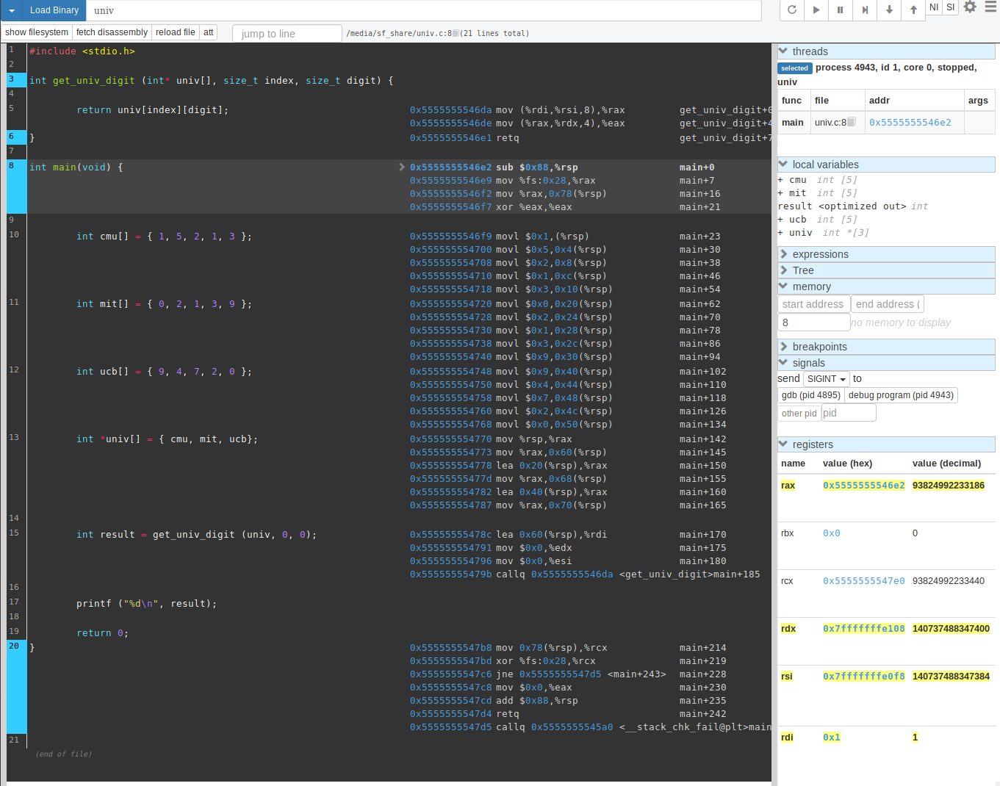 Load Binary univ NI SI
show filesystem fetch disassembly reload file att jump to line /media/sf_share/univ.c:8 (21 lines total)
1 #include <stdio.h>
2
3 int get_univ_digit (int* univ[], size_t index, size_t digit) {
4
5 return univ[index][digit]; 0x5555555546da mov (%rdi,%rsi,8),%rax get_univ_digit+0
0x5555555546de mov (%rax,%rdx,4),%eax get_univ_digit+4
6 } 0x5555555546e1 retq get_univ_digit+7
7
8 int main(void) { 0x5555555546e2 sub $0x88,%rsp main+0
0x5555555546e9 mov %fs:0x28,%rax main+7
0x5555555546f2 mov %rax,0x78(%rsp) main+16
0x5555555546f7 xor %eax,%eax main+21
9
10 int cmu[] = { 1, 5, 2, 1, 3 }; 0x5555555546f9 movl $0x1,(%rsp) main+23
0x555555554700 movl $0x5,0x4(%rsp) main+30
0x555555554708 movl $0x2,0x8(%rsp) main+38
0x555555554710 movl $0x1,0xc(%rsp) main+46
0x555555554718 movl $0x3,0x10(%rsp) main+54
11 int mit[] = { 0, 2, 1, 3, 9 }; 0x555555554720 movl $0x0,0x20(%rsp) main+62
0x555555554728 movl $0x2,0x24(%rsp) main+70
0x555555554730 movl $0x1,0x28(%rsp) main+78
0x555555554738 movl $0x3,0x2c(%rsp) main+86
0x555555554740 movl $0x9,0x30(%rsp) main+94
12 int ucb[] = { 9, 4, 7, 2, 0 }; 0x555555554748 movl $0x9,0x40(%rsp) main+102
0x555555554750 movl $0x4,0x44(%rsp) main+110
0x555555554758 movl $0x7,0x48(%rsp) main+118
0x555555554760 movl $0x2,0x4c(%rsp) main+126
0x555555554768 movl $0x0,0x50(%rsp) main+134
13 int *univ[] = { cmu, mit, ucb}; 0x555555554770 mov %rsp,%rax main+142
0x555555554773 mov %rax,0x60(%rsp) main+145
0x555555554778 lea 0x20(%rsp),%rax main+150
0x55555555477d mov %rax,0x68(%rsp) main+155
0x555555554782 lea 0x40(%rsp),%rax main+160
0x555555554787 mov %rax,0x70(%rsp) main+165
14
15 int result = get_univ_digit (univ, 0, 0); 0x55555555478c lea 0x60(%rsp),%rdi main+170
0x555555554791 mov $0x0,%edx main+175
0x555555554796 mov $0x0,%esi main+180
0x55555555479b callq 0x5555555546da <get_univ_digit>main+185
16
17 printf ("%d\n", result);
18
19 return 0;
20 } 0x5555555547b8 mov 0x78(%rsp),%rcx main+214
0x5555555547bd xor %fs:0x28,%rcx main+219
0x5555555547c6 jne 0x5555555547d5 <main+243> main+228
0x5555555547c8 mov $0x0,%eax main+230
0x5555555547cd add $0x88,%rsp main+235
0x5555555547d4 retq main+242
0x5555555547d5 callq 0x5555555545a0 <__stack_chk_fail@plt>main
21
(end of file)
threads
selected process 4943, id 1, core 0, stopped,
univ
func file addr args
main univ.c:8 0x5555555546e2
local variables
+ cmu int [5]
+ mit int [5]
result <optimized out> int
+ ucb int [5]
+ univ int *[3]
expressions
Tree
memory
start address end address (
8 no memory to display
breakpoints
signals
send SIGINT to
gdb (pid 4895) debug program (pid 4943)
other pid pid
registers
name value (hex) value (decimal)
rax 0x5555555546e2 93824992233186
rbx 0x0 0
rcx 0x5555555547e0 93824992233440
rdx 0x7fffffffe108 140737488347400
rsi 0x7fffffffe0f8 140737488347384
rdi 0x1 1